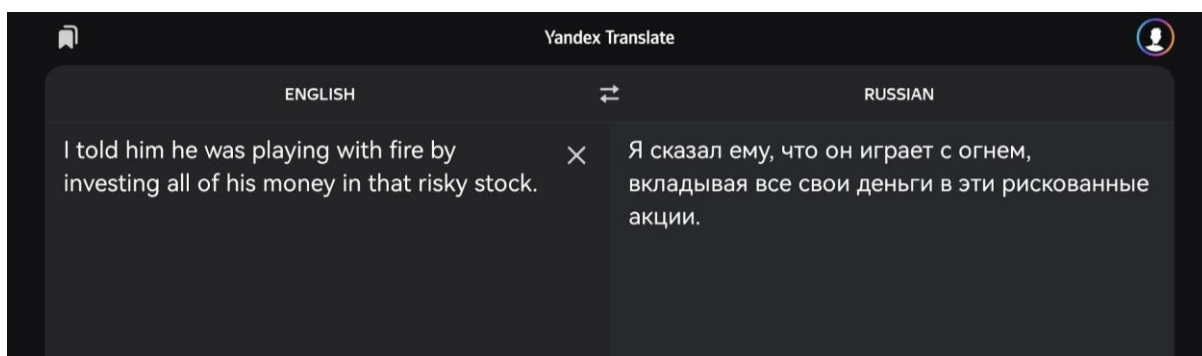 Yandex Translate
ENGLISH
RUSSIAN
I told him he was playing with fire by
investing all of his money in that risky stock.
Я сказал ему, что он играет с огнем,
вкладывая все свои деньги в эти рискованные
акции.